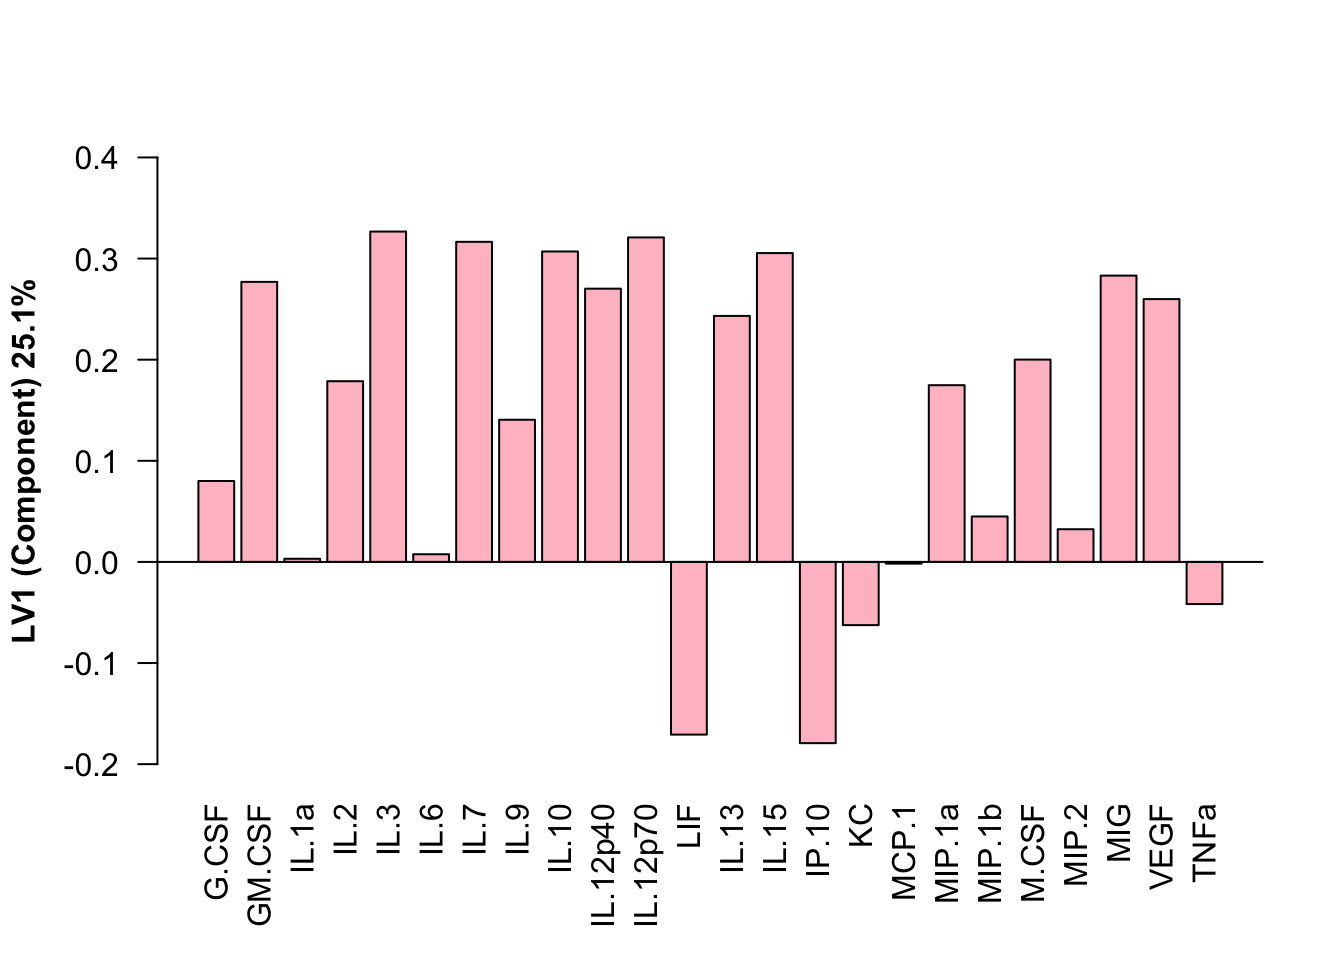 LV1 (Component) 25.1%
0.4
0.3
0.2
0.1
0.0
-0.1
-0.2
G.CSF
GM.CSF
IL.1a
IL.2
IL.3
IL.6
IL.7
IL.9
IL.10
IL.12p40
IL.12p70
LIF
IL.13
IL.15
IP.10
KC
MCP.1
MIP.1a
MIP.1b
M.CSF
MIP.2
MIG
VEGF
TNFa